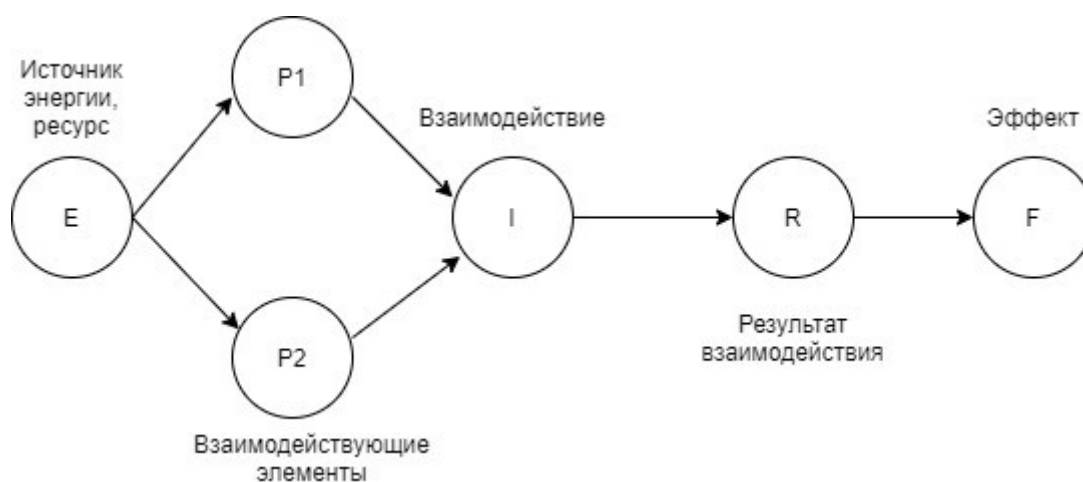 Источник
энергии,
ресурс
E
P1
P2
Взаимодействующие
элементы
Взаимодействие
I
R
Результат
взаимодействия
Эффект
F